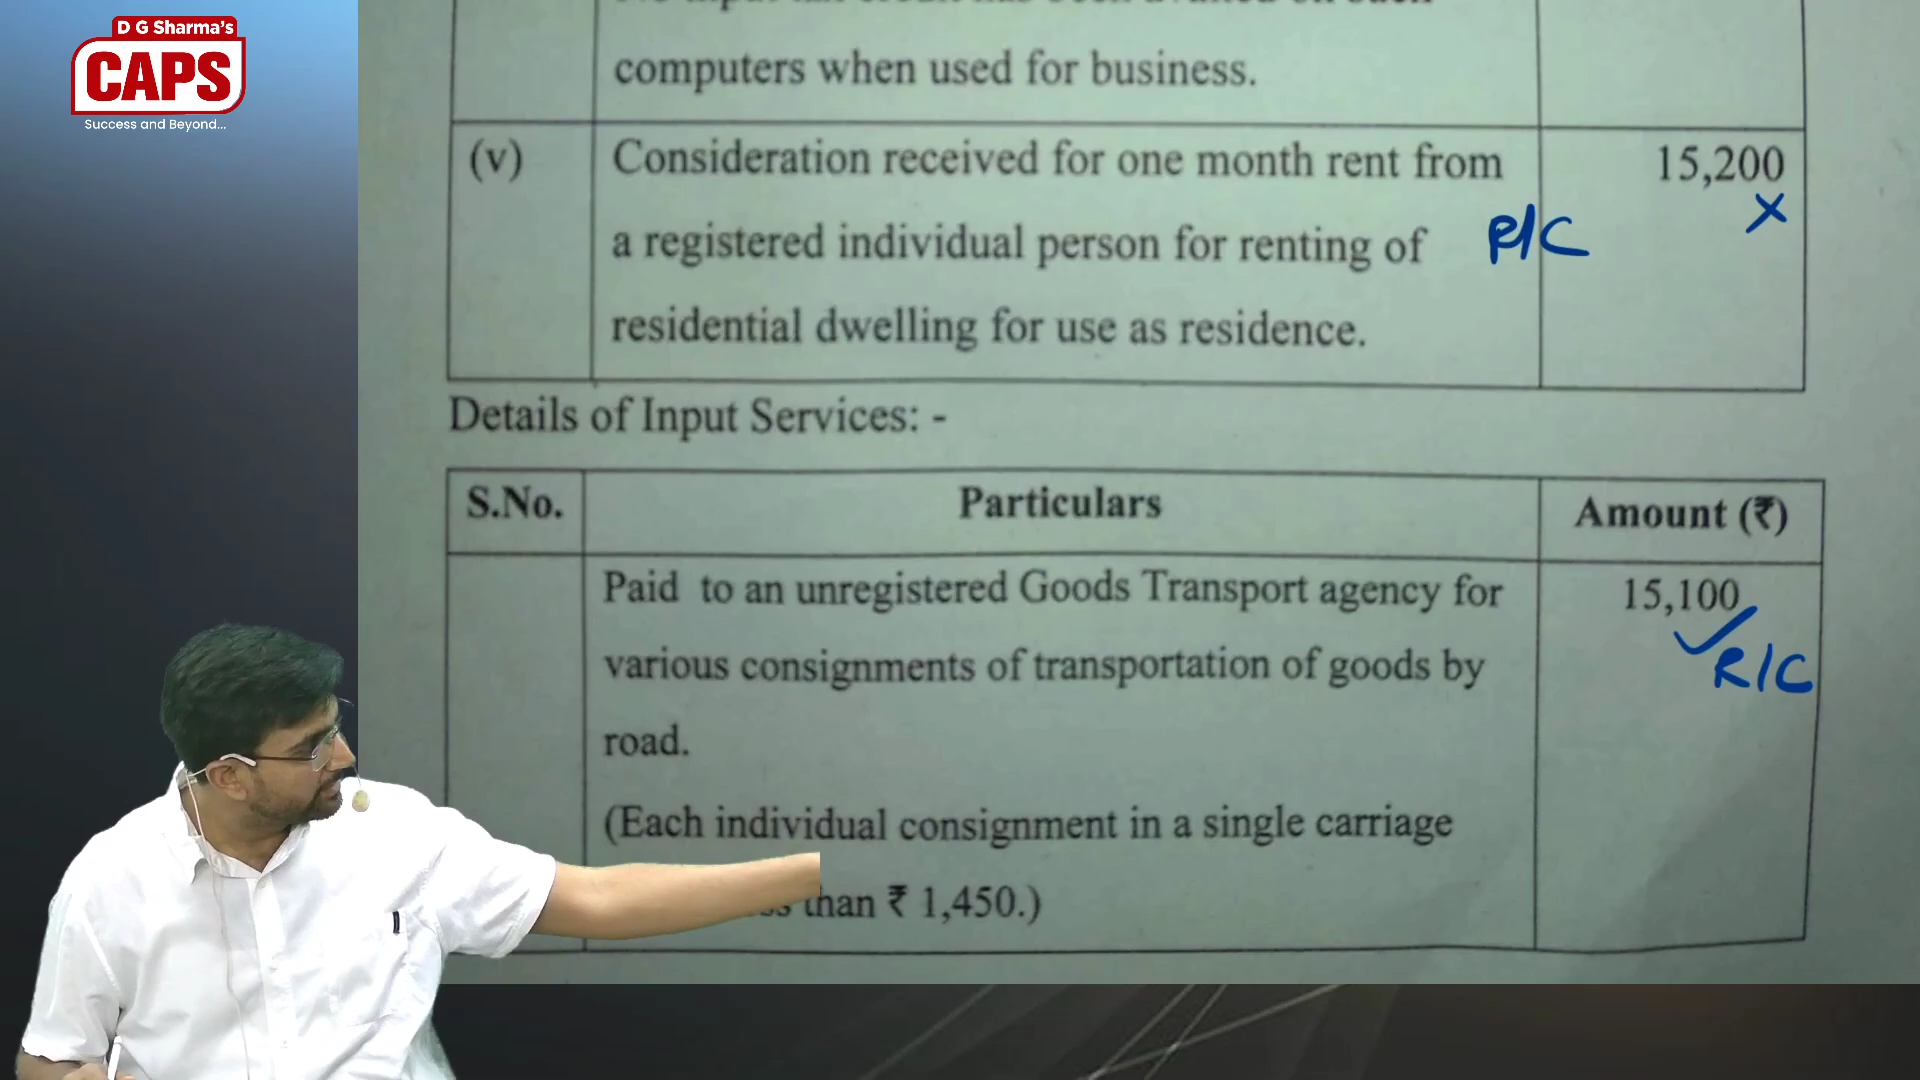 D G Sharma's
CAPS
Success and Beyond...
computers when used for business.
(v) Consideration received for one month rent from 15,200
X
a registered individual person for renting of R/C
residential dwelling for use as residence.
Details of Input Services: -
S.No. Particulars Amount (₹)
Paid to an unregistered Goods Transport agency for 15,100
various consignments of transportation of goods by R/C
road.
(Each individual consignment in a single carriage
than ₹ 1,450.)